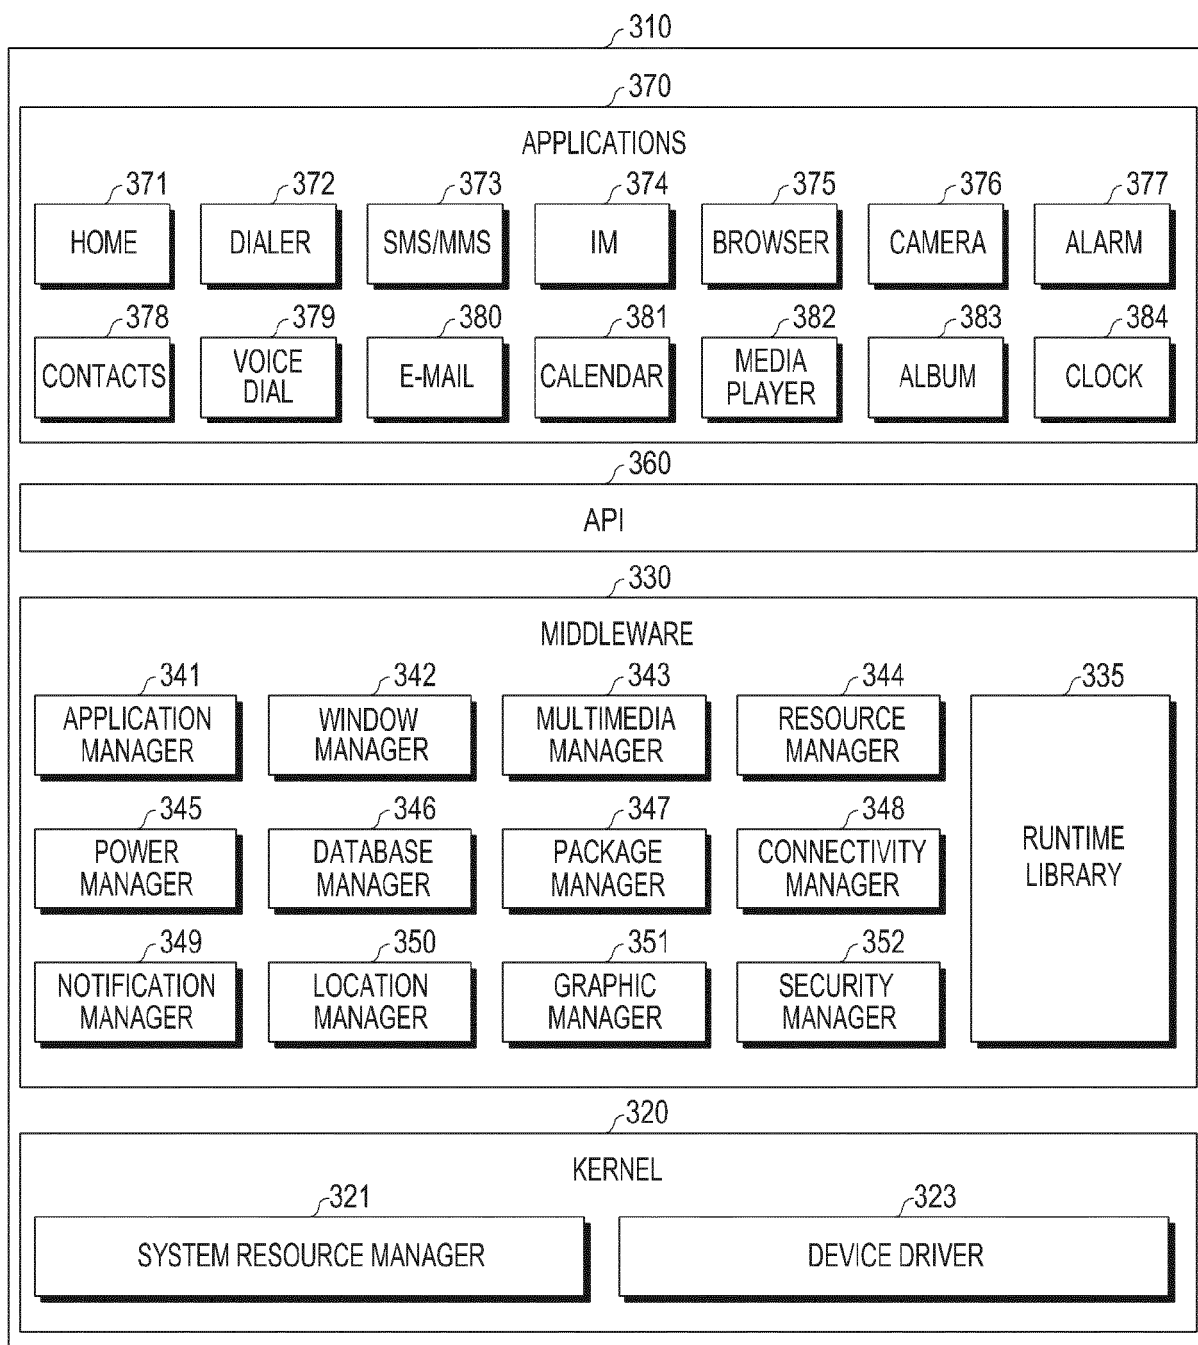 310
370
APPLICATIONS
371 372 373 374 375 376 377
HOME DIALER SMS/MMS IM BROWSER CAMERA ALARM
378 379 380 381 382 383 384
CONTACTS
VOICE
DIAL
E-MAIL
CALENDAR
MEDIA
PLAYER
ALBUM
CLOCK
360
API
330
MIDDLEWARE
341 342 343 344 335
APPLICATION
MANAGER
WINDOW
MANAGER
MULTIMEDIA
MANAGER
RESOURCE
MANAGER
345 346 347 348
POWER
MANAGER
DATABASE
MANAGER
PACKAGE
MANAGER
CONNECTIVITY
MANAGER
RUNTIME
LIBRARY
349 350 351 352
NOTIFICATION
MANAGER
LOCATION
MANAGER
GRAPHIC
MANAGER
SECURITY
MANAGER
320
KERNEL
321 323
SYSTEM RESOURCE MANAGER
DEVICE DRIVER